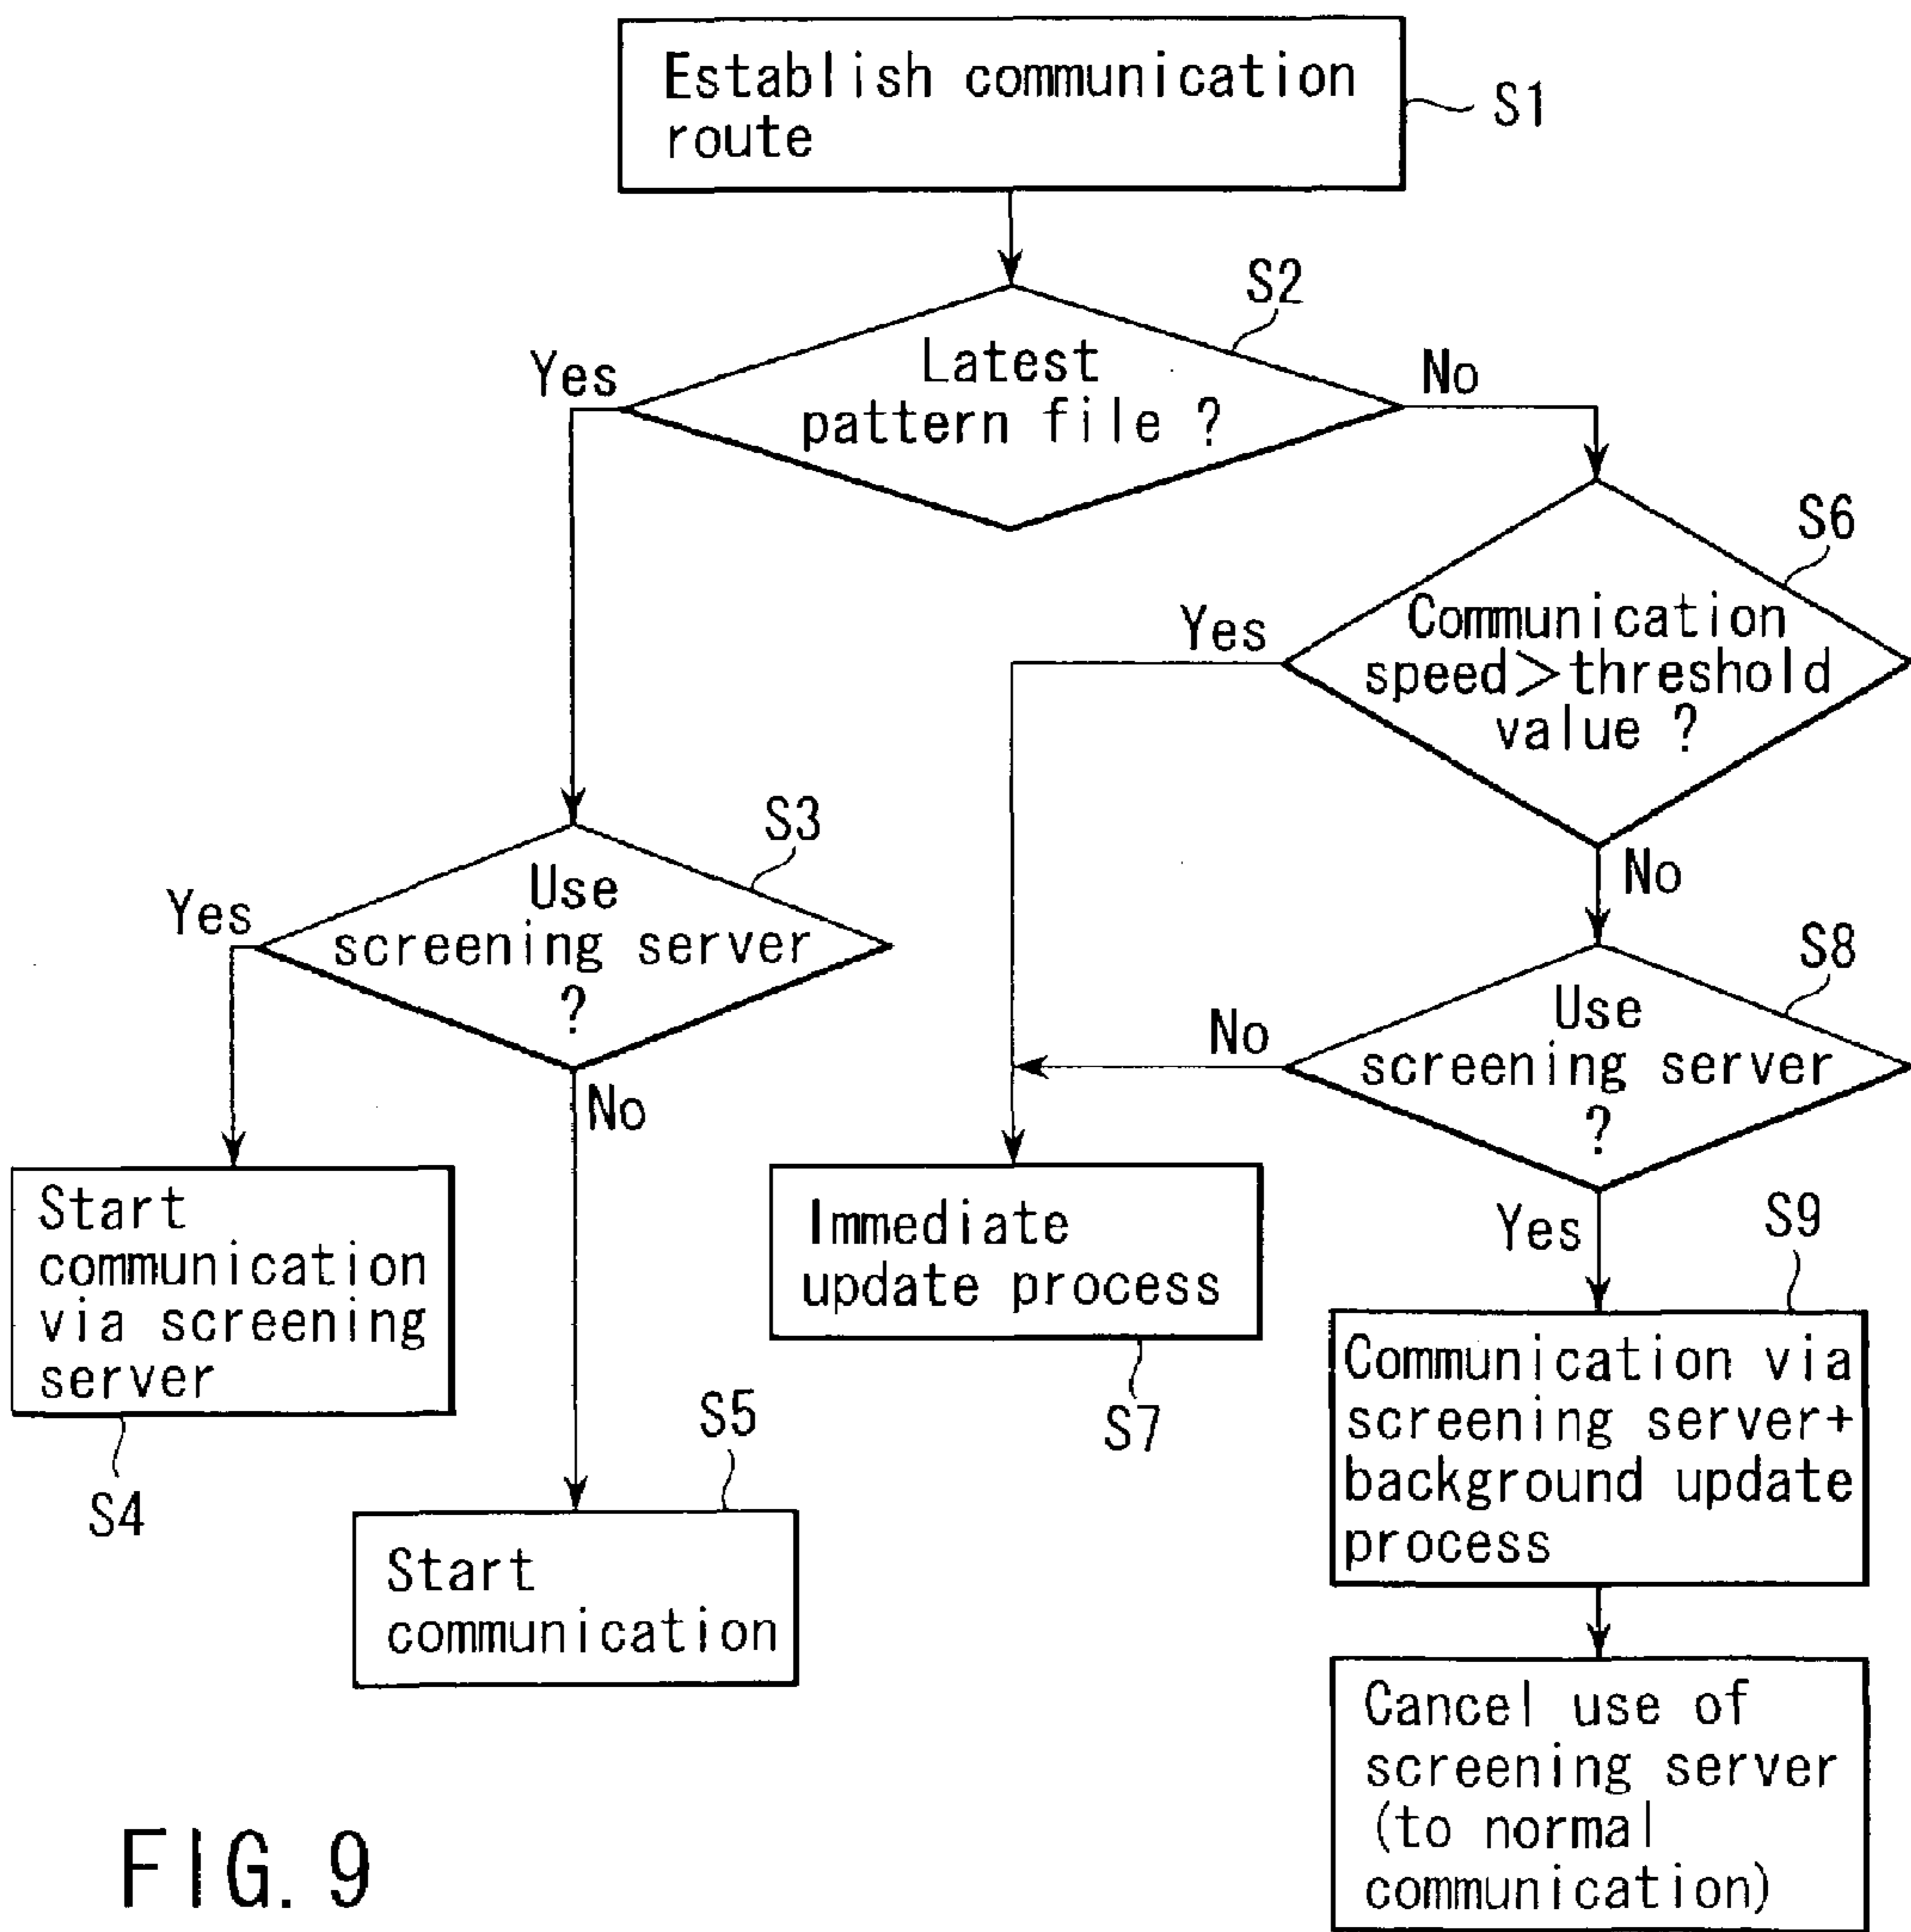 Establish communication
route
S1
S2
Latest
pattern file ?
Yes
No
S6
Communication
speed>threshold
value ?
Yes
No
S3
Use
screening server
?
Yes
No
S8
Use
screening server
?
No
Yes
Start
communication
via screening
server
S4
Start
communication
S5
Immediate
update process
S7
S9
Communication via
screening server+
background update
process
Cancel use of
screening server
(to normal
communication)
FIG. 9